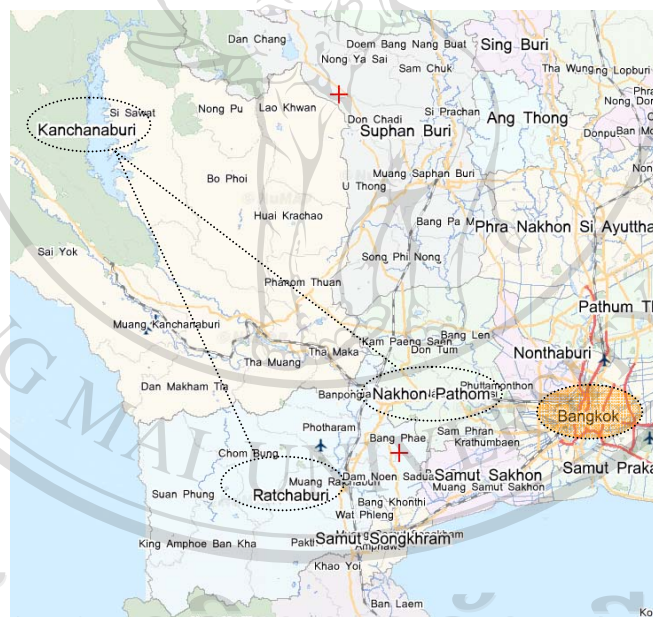 Dan Chang
Doem Bang Nang Buat
Sing Buri
Nong Ya Sai
Tha Wung
Lopburi
Sam Chuk
Si Sawat
Nong Pu
Lao Khwan
Si Prachan
Don Chadi
Ang Thong
Kanchanaburi
Suphan Buri
Donpu
Bo Phoi
Muang Saphan Buri
U Thong
Huai Krachao
Bang Pa M
Phra Nakhon Si Ayuttha
Sai Yok
Song Phi Nong
Phanom Thuan
Pathum Th
Muang Kanchanaburi
Bang Len
Kam Paeng Saen
Tha Maka
Don Tum
Nonthaburi
Tha Muang
Dan Makham Tia
Nakhon Pathom
Phuttamonthon
Banpongia
Bangkok
Photharam
Sam Phran
Bang Phae
Krathumbaen
Chom Bung
Samut Praka
Dam Noen Sadua
Samut Sakhon
Muang Ratchaburi
Muang Samut Sakhon
Suan Phung
Ratchaburi
Bang Khonthi
Wat Phleng
King Amphoe Ban Kha
Samut Songkhram
Amphawa
Khao Yoi
Ban Laem